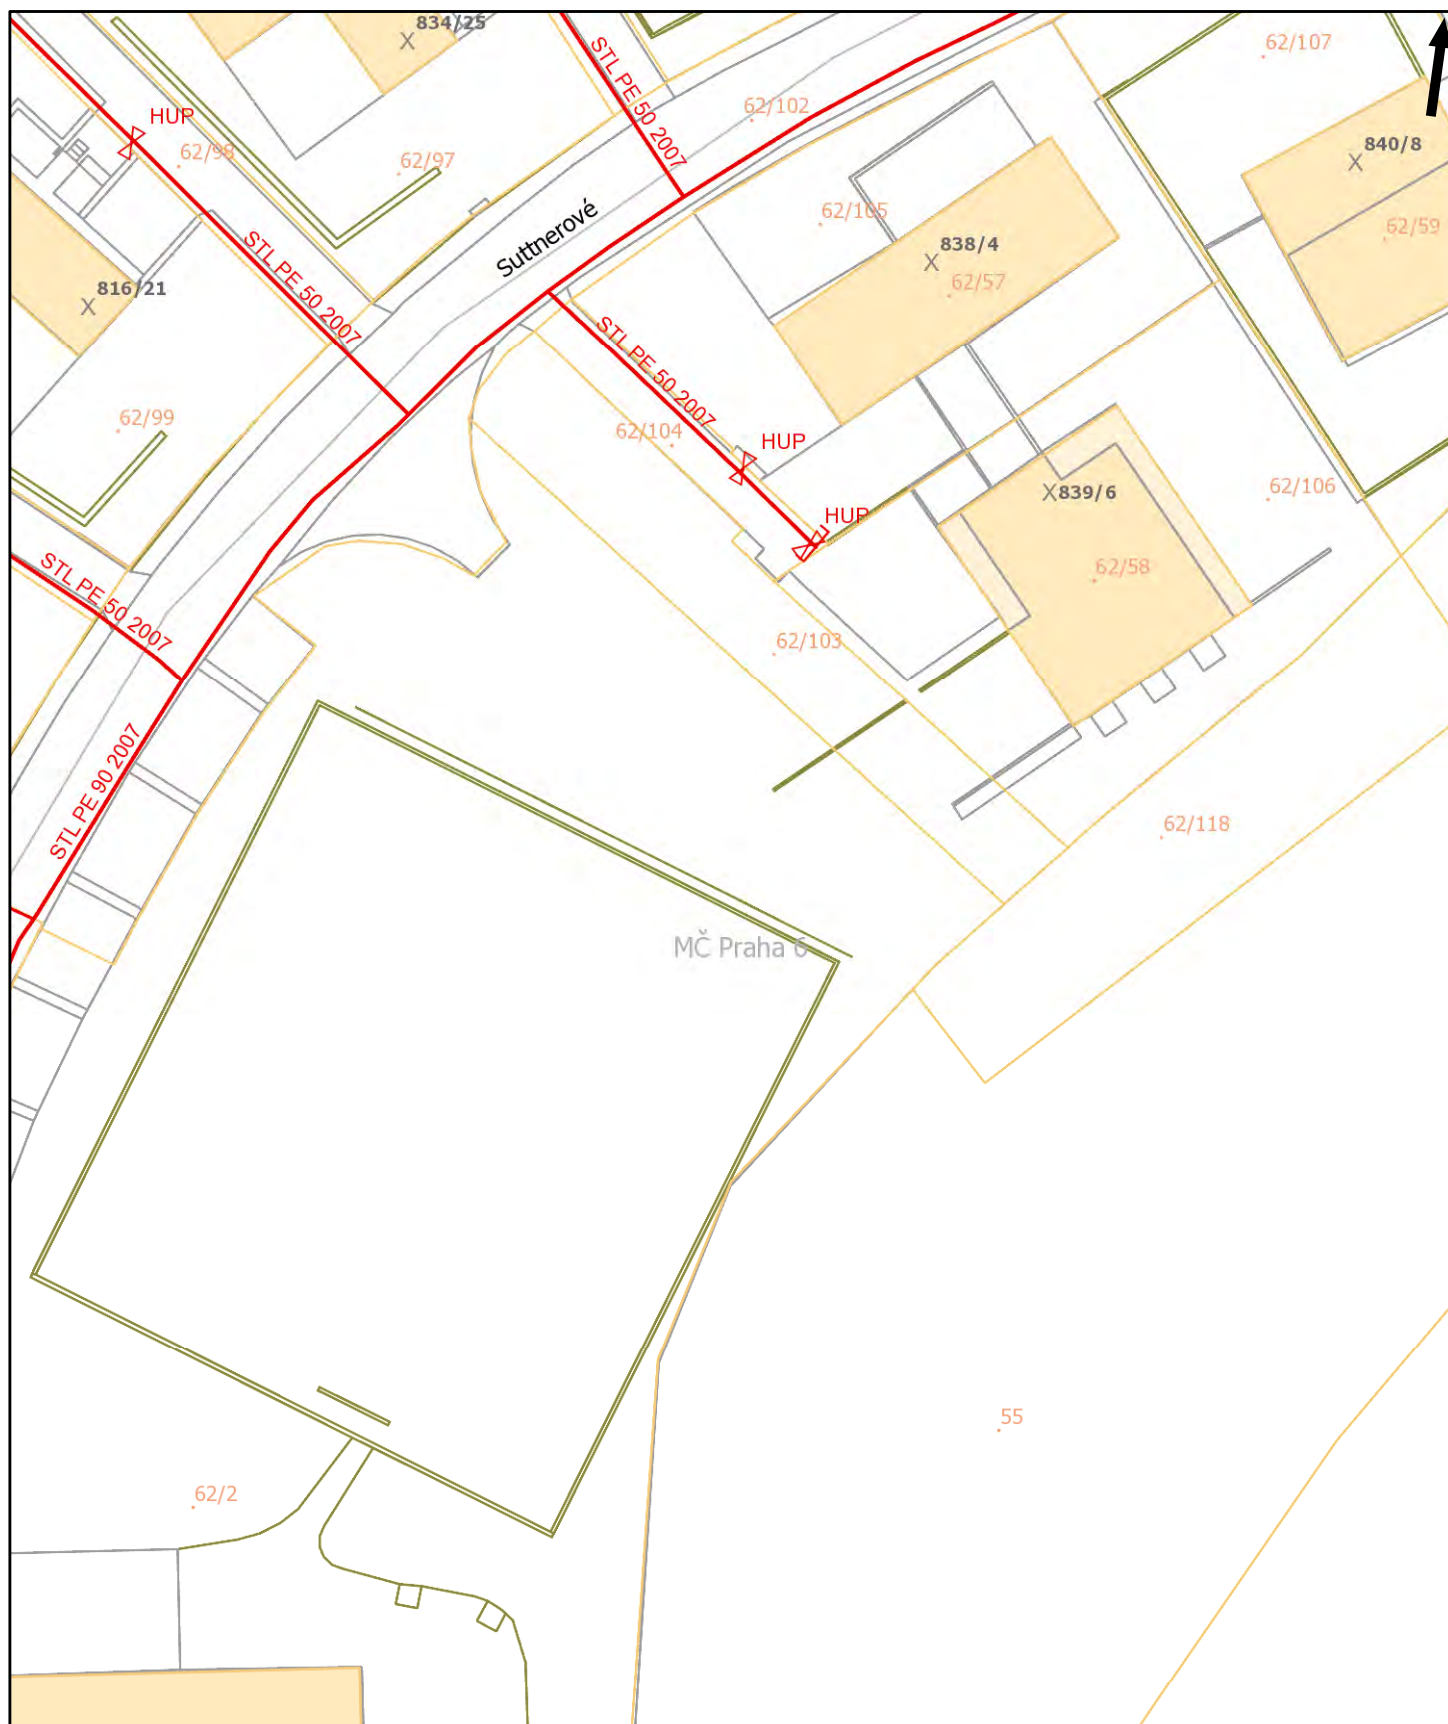 834/25
62/107
STL PE 50 2007
62/102
HUP
62/98
62/97
840/8
62/105
Suttnerové
838/4
62/59
STL PE 50 2007
62/57
816/21
STL PE 50 2007
62/99
62/104
HUP
839/6
62/106
HUP
STL PE 50 2007
62/58
62/103
STL PE 90 2007
62/118
MČ Praha 6
55
62/2